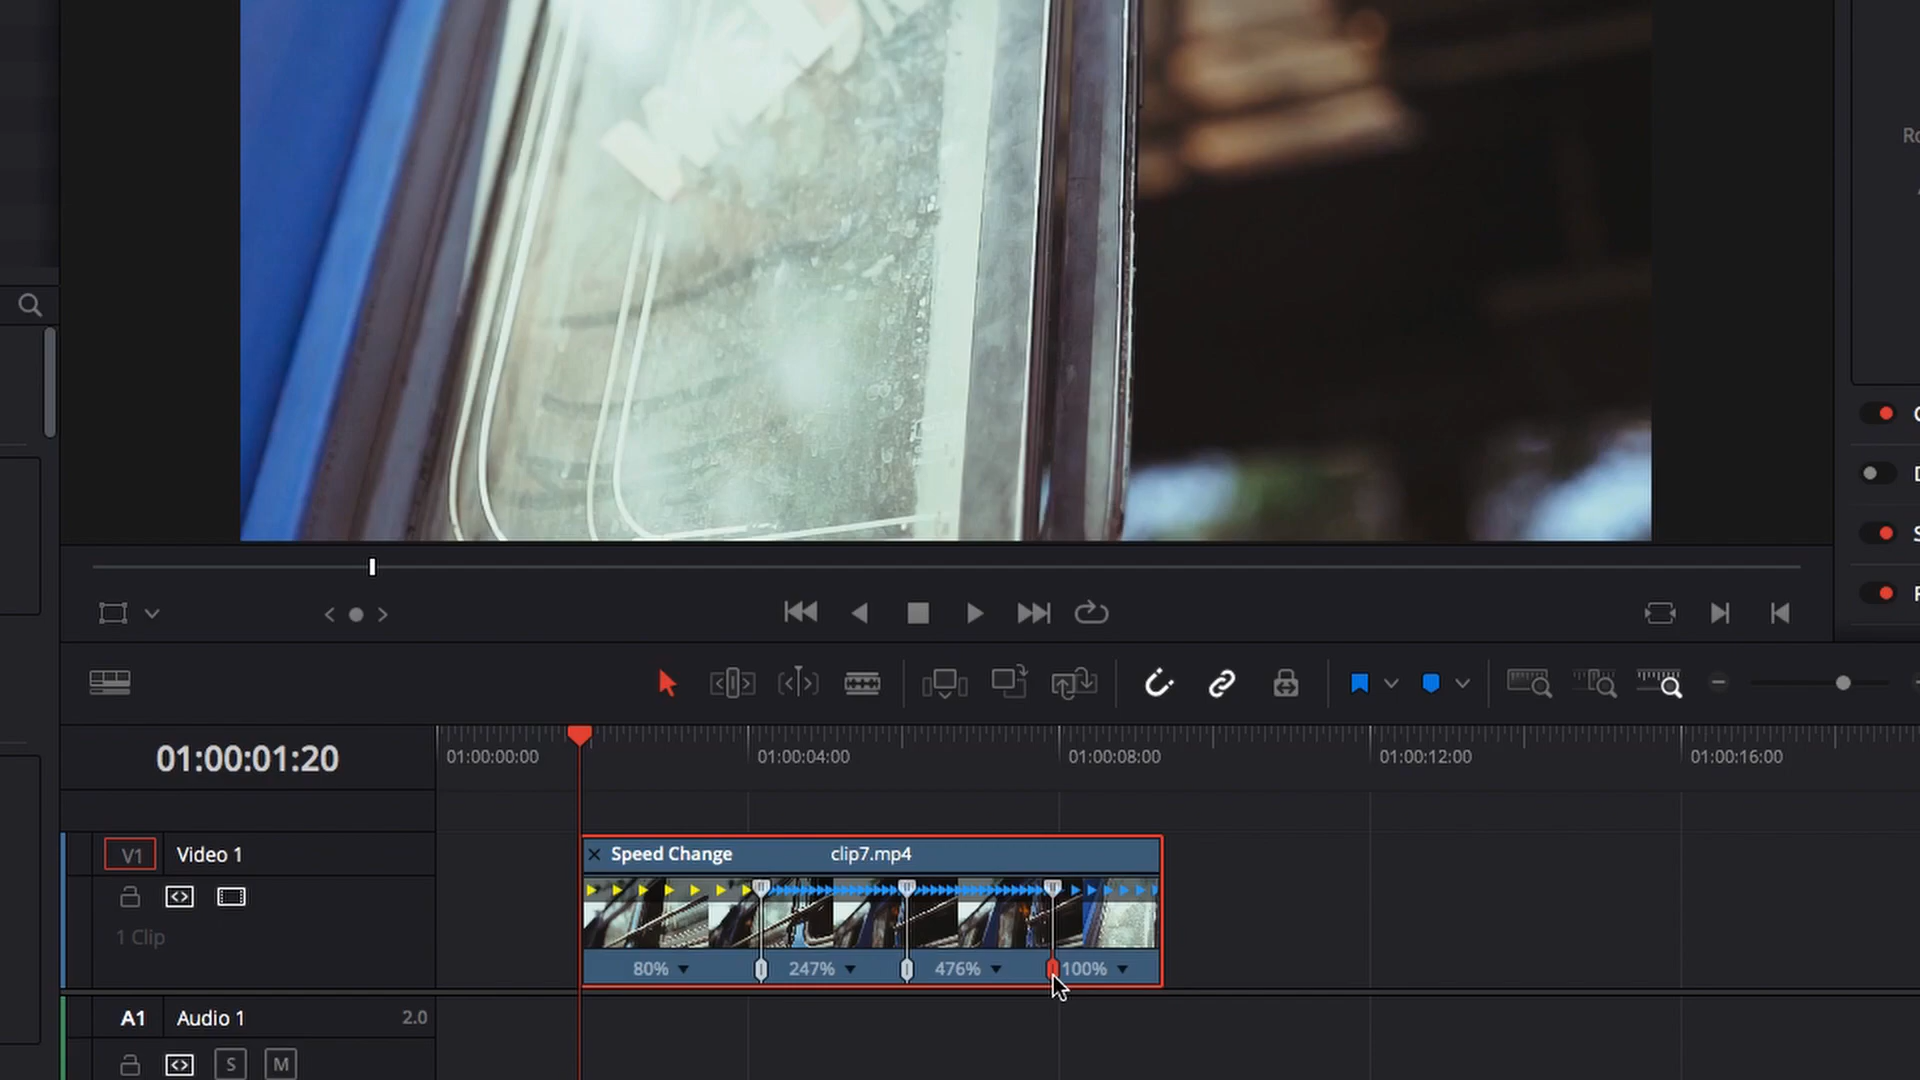 Ro
01:00:01:20
01:00:00:00 01:00:04:00 01:00:08:00 01:00:12:00 01:00:16:00
V1 Video 1
Speed Change clip7.mp4
1 Clip
80% 247% 476% 100%
A1 Audio 1 2.0
S M